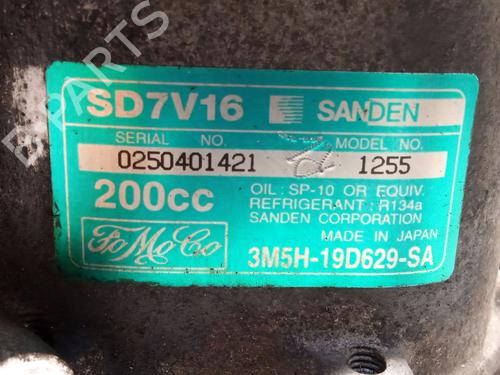 SD7V16 SANDEN
SERIAL NO. MODEL NO.
0250401421 1255
200cc
OIL: SP-10 OR EQUIV.
REFRIGERANT: R134a
SANDEN CORPORATION
MADE IN JAPAN
FoMoCo
3M5H-19D629-SA